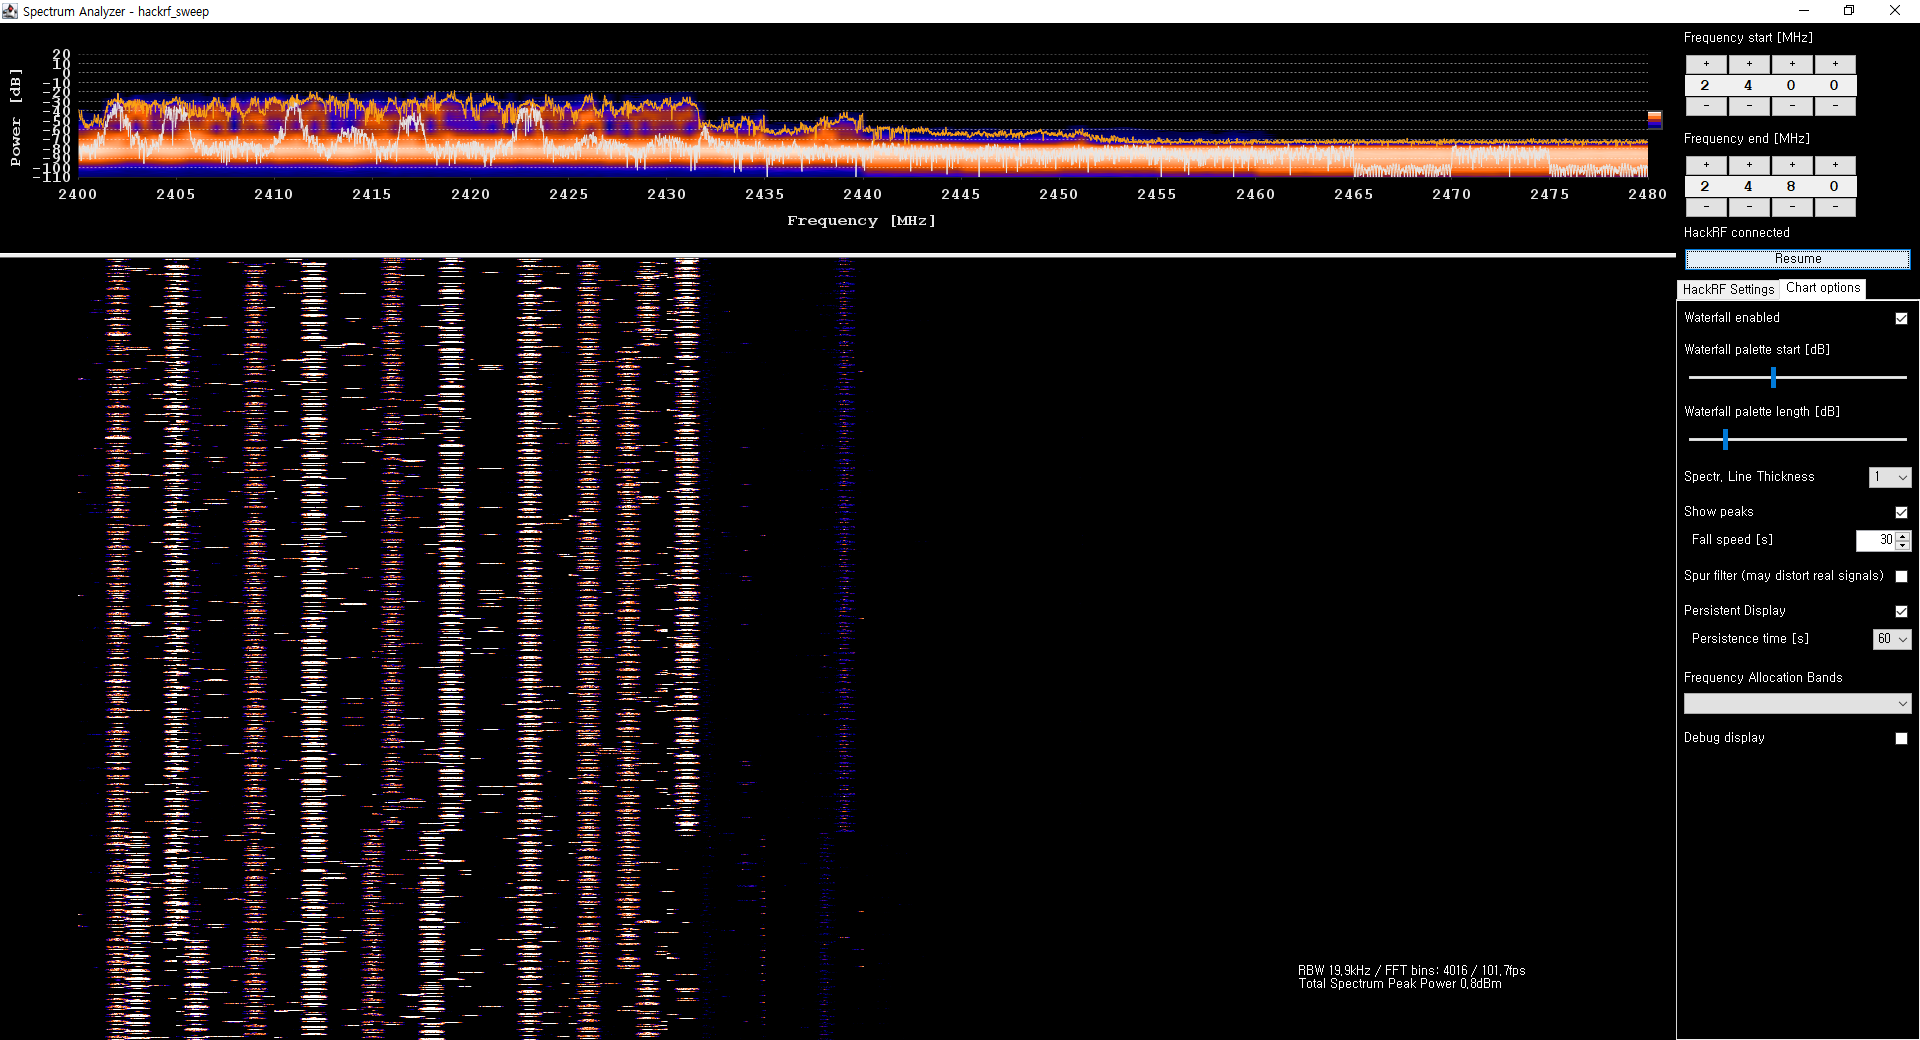 Spectrum Analyzer - hackrf_sweep
20
10
0
-10
-20
-30
-40
-50
-60
-70
-80
-90
-100
-110
Power [dB]
2400 2405 2410 2415 2420 2425 2430 2435 2440 2445 2450 2455 2460 2465 2470 2475 2480
Frequency [MHz]
RBW 19,9kHz / FFT bins: 4016 / 101,7fps
Total Spectrum Peak Power 0,8dBm
Frequency start [MHz]
+ + + +
2 4 0 0
- - - -
Frequency end [MHz]
+ + + +
2 4 8 0
- - - -
HackRF connected
Resume
HackRF Settings Chart options
Waterfall enabled
Waterfall palette start [dB]
Waterfall palette length [dB]
Spectr. Line Thickness 1
Show peaks
Fall speed [s] 30
Spur filter (may distort real signals)
Persistent Display
Persistence time [s] 60
Frequency Allocation Bands
Debug display